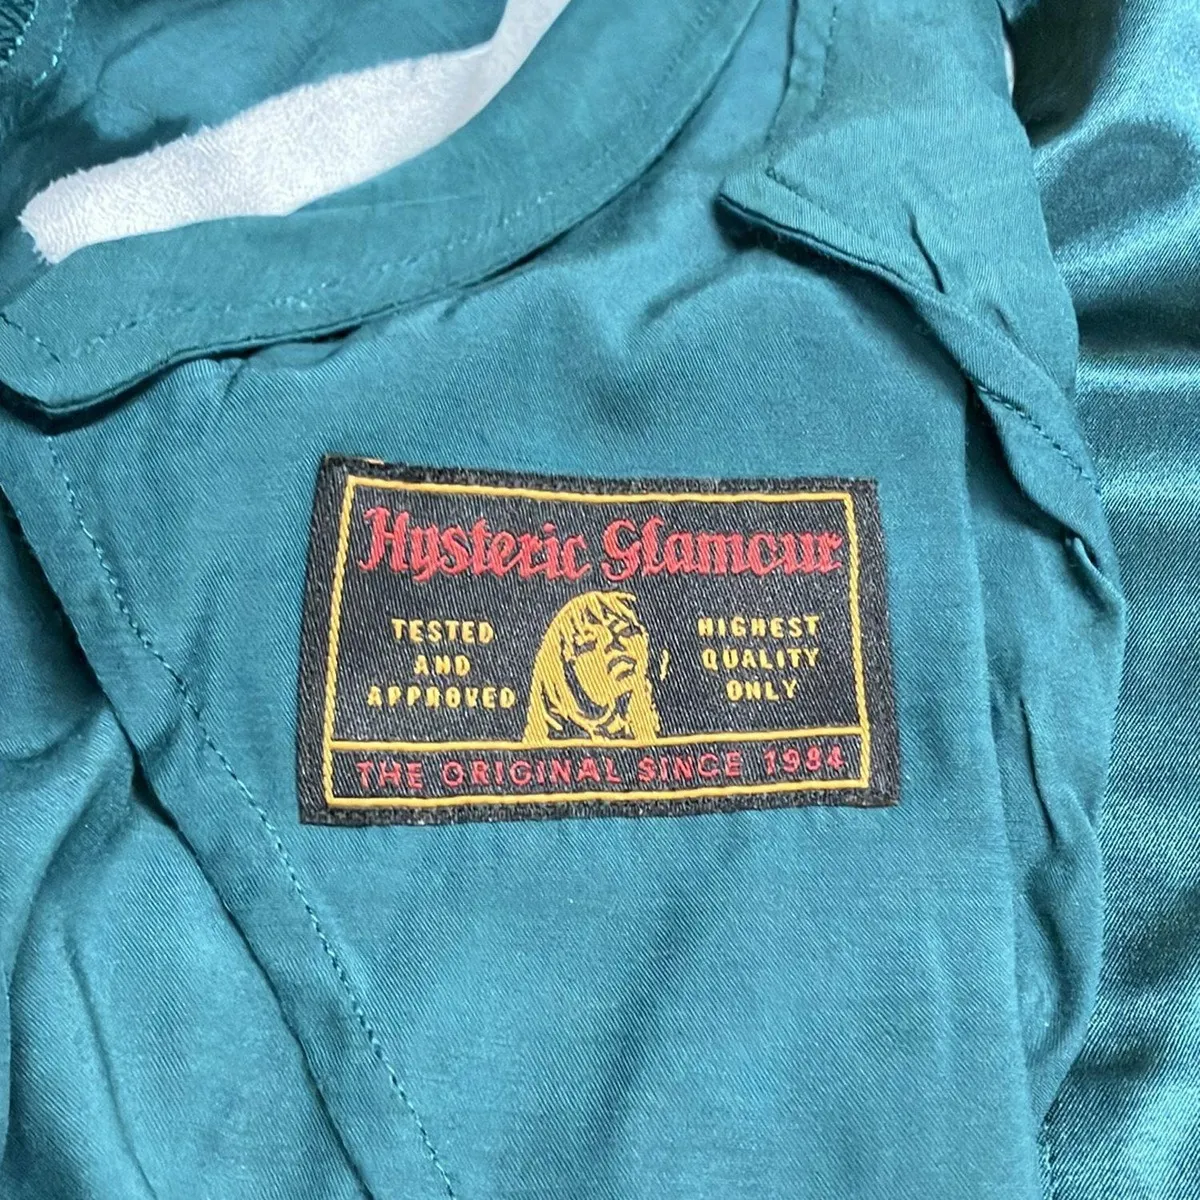 Hysteric Glamour
TESTED
AND
APPROVED
HIGHEST
QUALITY
ONLY
THE ORIGINAL SINCE 1984